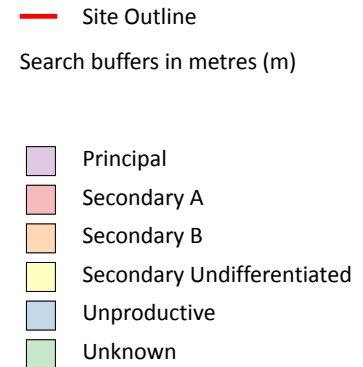 Site Outline
Search buffers in metres (m)
Principal
Secondary A
Secondary B
Secondary Undifferentiated
Unproductive
Unknown